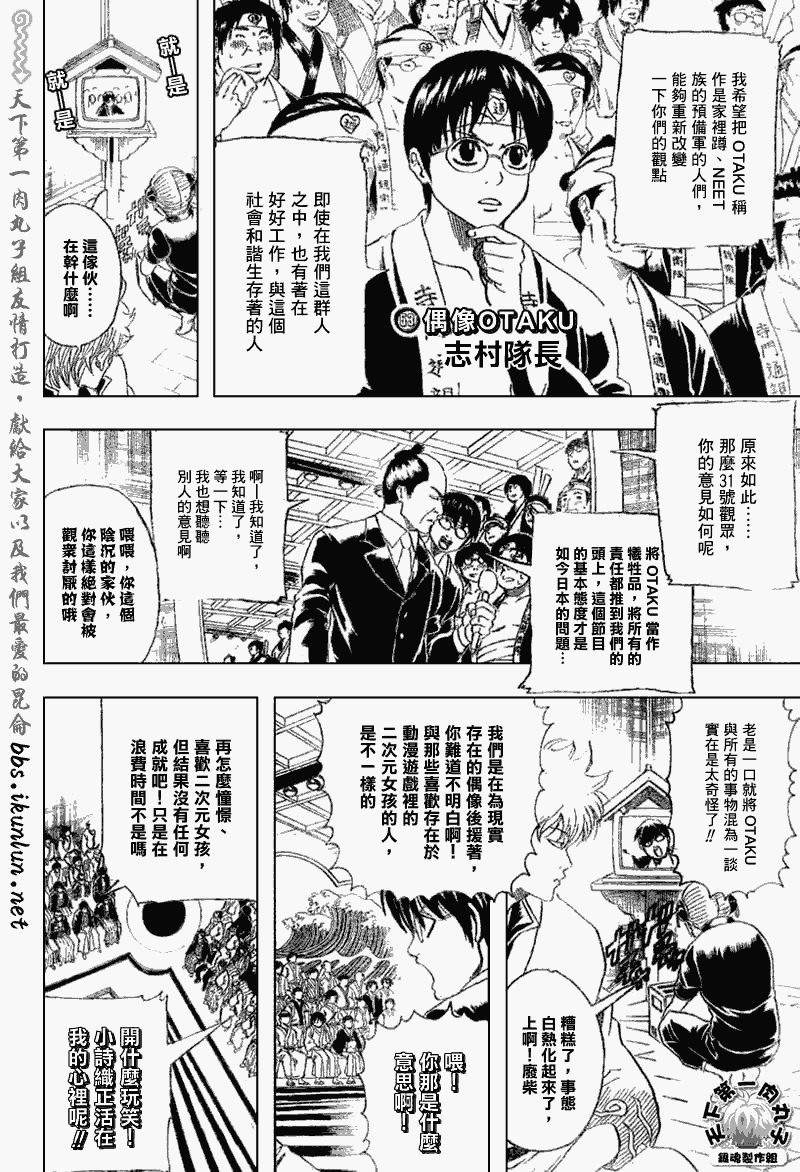 我希望把 OTAKU 稱
作是家裡蹲、NEET
族的預備軍的人們，
能夠重新改變
一下你們的觀點
即使在我們這群人
之中，也有著在
好好工作，與這個
社會和諧生存著的人
63 偶像OTAKU
志村隊長
寺門通親衛隊
就—是
就—是
這傢伙……
在幹什麼啊
原來如此……
那麼31號觀眾，
你的意見如何呢
將 OTAKU 當作
犧牲品，將所有的
責任都推到我們的
頭上，這個節目
的基本態度才是
如今日本的問題…
啊—我知道了，
我知道了，
等一下…
我也想聽聽
別人的意見啊
喂喂，你這個
陰沉的家伙，
你這樣絕對會被
觀衆討厭的哦
老是一口就將 OTAKU
與所有的事物混為一談
實在是太奇怪了!!
糟糕了，事態
白熱化起來了，
上啊！廢柴
我們是在為現實
存在的偶像後援著，
你難道不明白啊！
與那些喜歡存在於
動漫遊戲裡的
二次元女孩的人，
是不一樣的
喂！
你那是什麼
意思啊！
再怎麼憧憬、
喜歡二次元女孩，
但結果沒有任何
成就吧！只是在
浪費時間不是嗎
開什麼玩笑！
小詩織正活在
我的心裡呢!!
天下第一肉丸子組友情打造，獻給大家以及我們最愛的昆侖 bbs.ikunlun.net
天下第一肉丸子
銀魂製作組